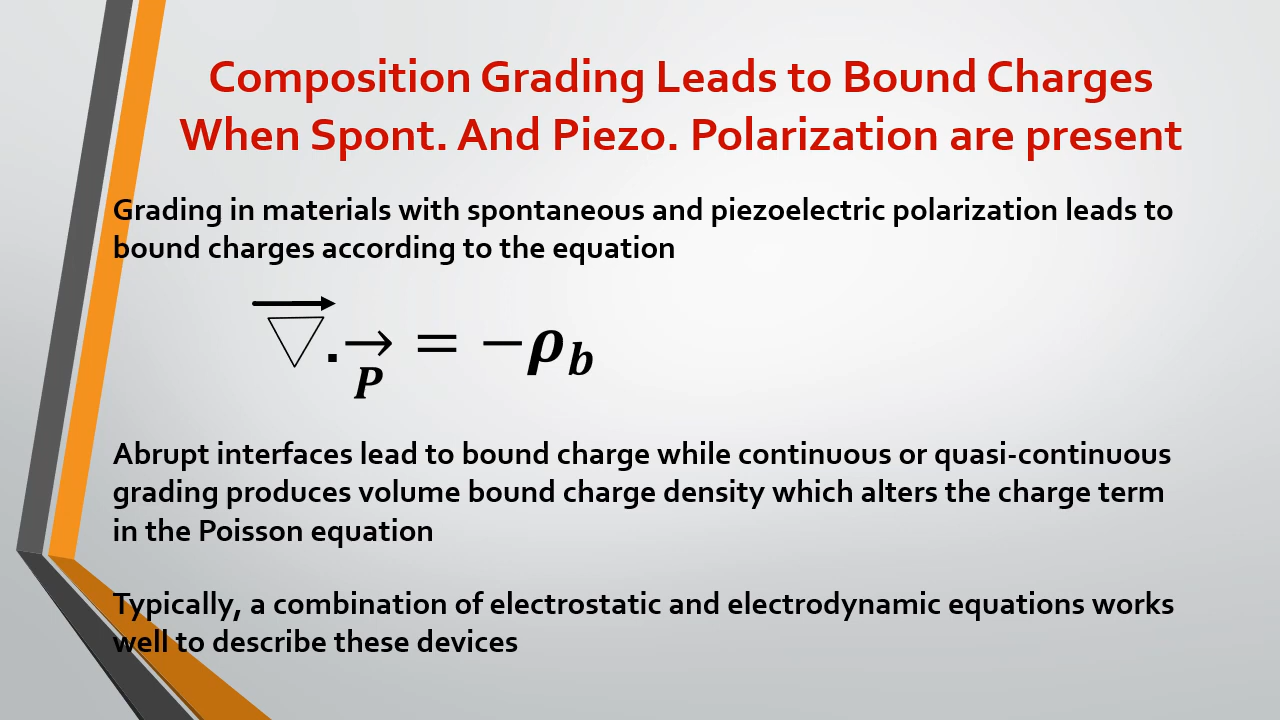 Composition Grading Leads to Bound Charges
When Spont. And Piezo. Polarization are present
Grading in materials with spontaneous and piezoelectric polarization leads to
bound charges according to the equation
▽⃗ . →P = −ρ_b
Abrupt interfaces lead to bound charge while continuous or quasi-continuous
grading produces volume bound charge density which alters the charge term
in the Poisson equation
Typically, a combination of electrostatic and electrodynamic equations works
well to describe these devices